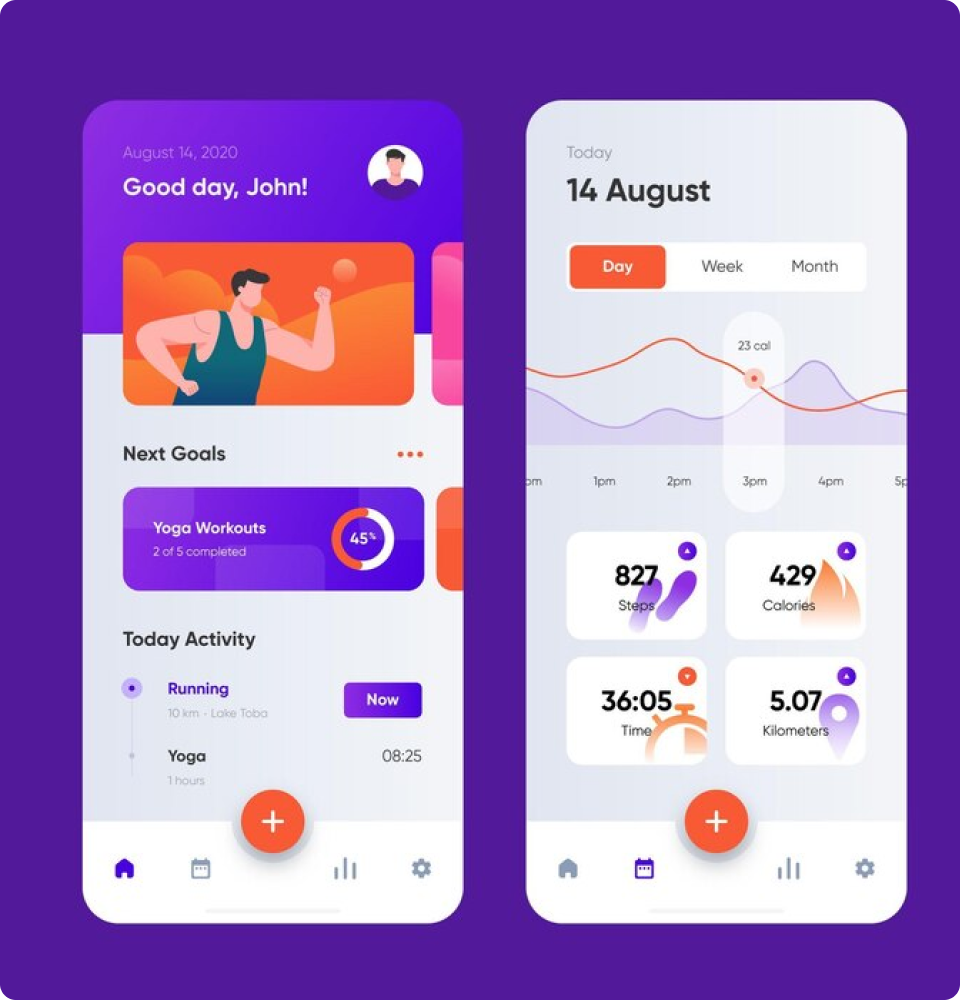 August 14, 2020
Good day, John!
Next Goals
Yoga Workouts
2 of 5 completed
45%
Today Activity
Running
10 km · Lake Toba
Now
Yoga
08:25
1 hours
Today
14 August
Day
Week
Month
23 cal
pm
1pm
2pm
3pm
4pm
5p
827
Steps
429
Calories
36:05
Time
5.07
Kilometers